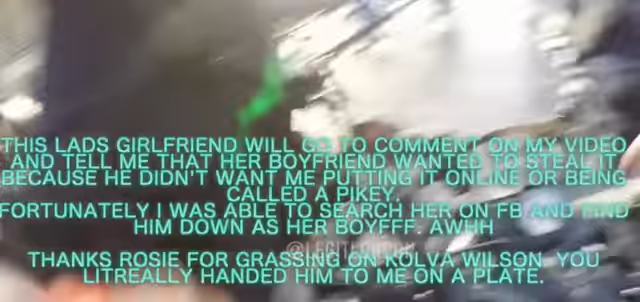 THIS LADS GIRLFRIEND WILL GO TO COMMENT ON MY VIDEO
AND TELL ME THAT HER BOYFRIEND WANTED TO STEAL IT
BECAUSE HE DIDN'T WANT ME PUTTING IT ONLINE OR BEING
CALLED A PIKEY.
FORTUNATELY I WAS ABLE TO SEARCH HER ON FB AND FIND
HIM DOWN AS HER BOYFFF. AWHH
THANKS ROSIE FOR GRASSING ON KOLVA WILSON. YOU
LITREALLY HANDED HIM TO ME ON A PLATE.